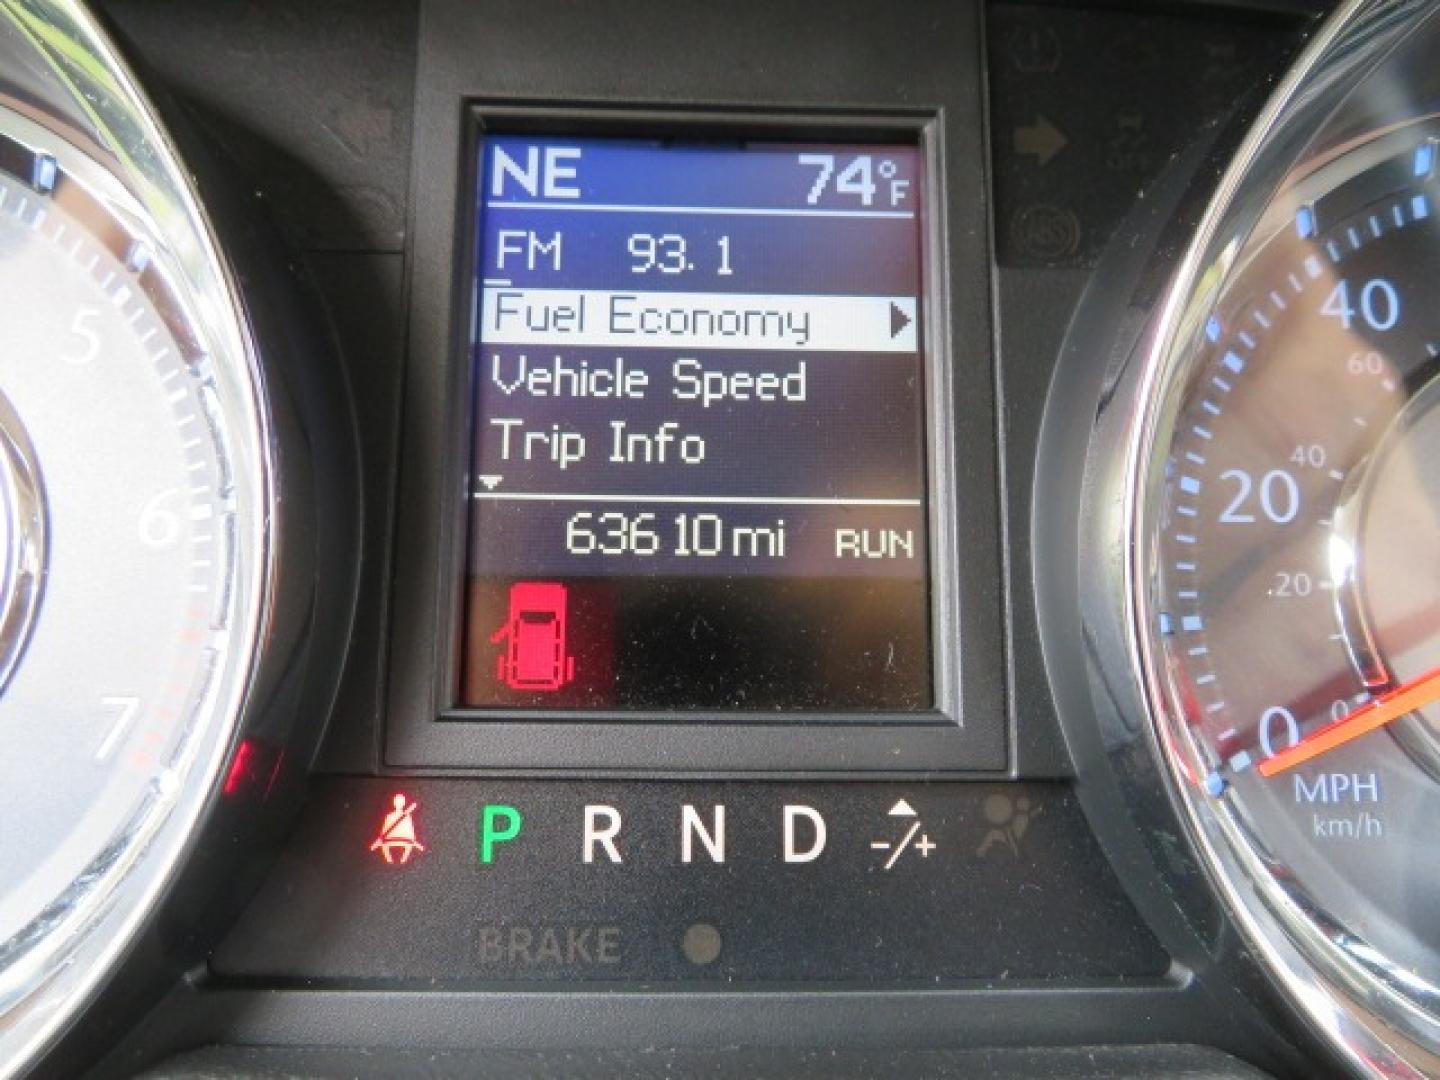 NE 74°F
FM 93.1
Fuel Economy
Vehicle Speed
Trip Info
63610 mi RUN
P R N D -/+
BRAKE
5
6
7
40
60
40
20
20
0
0
MPH
km/h